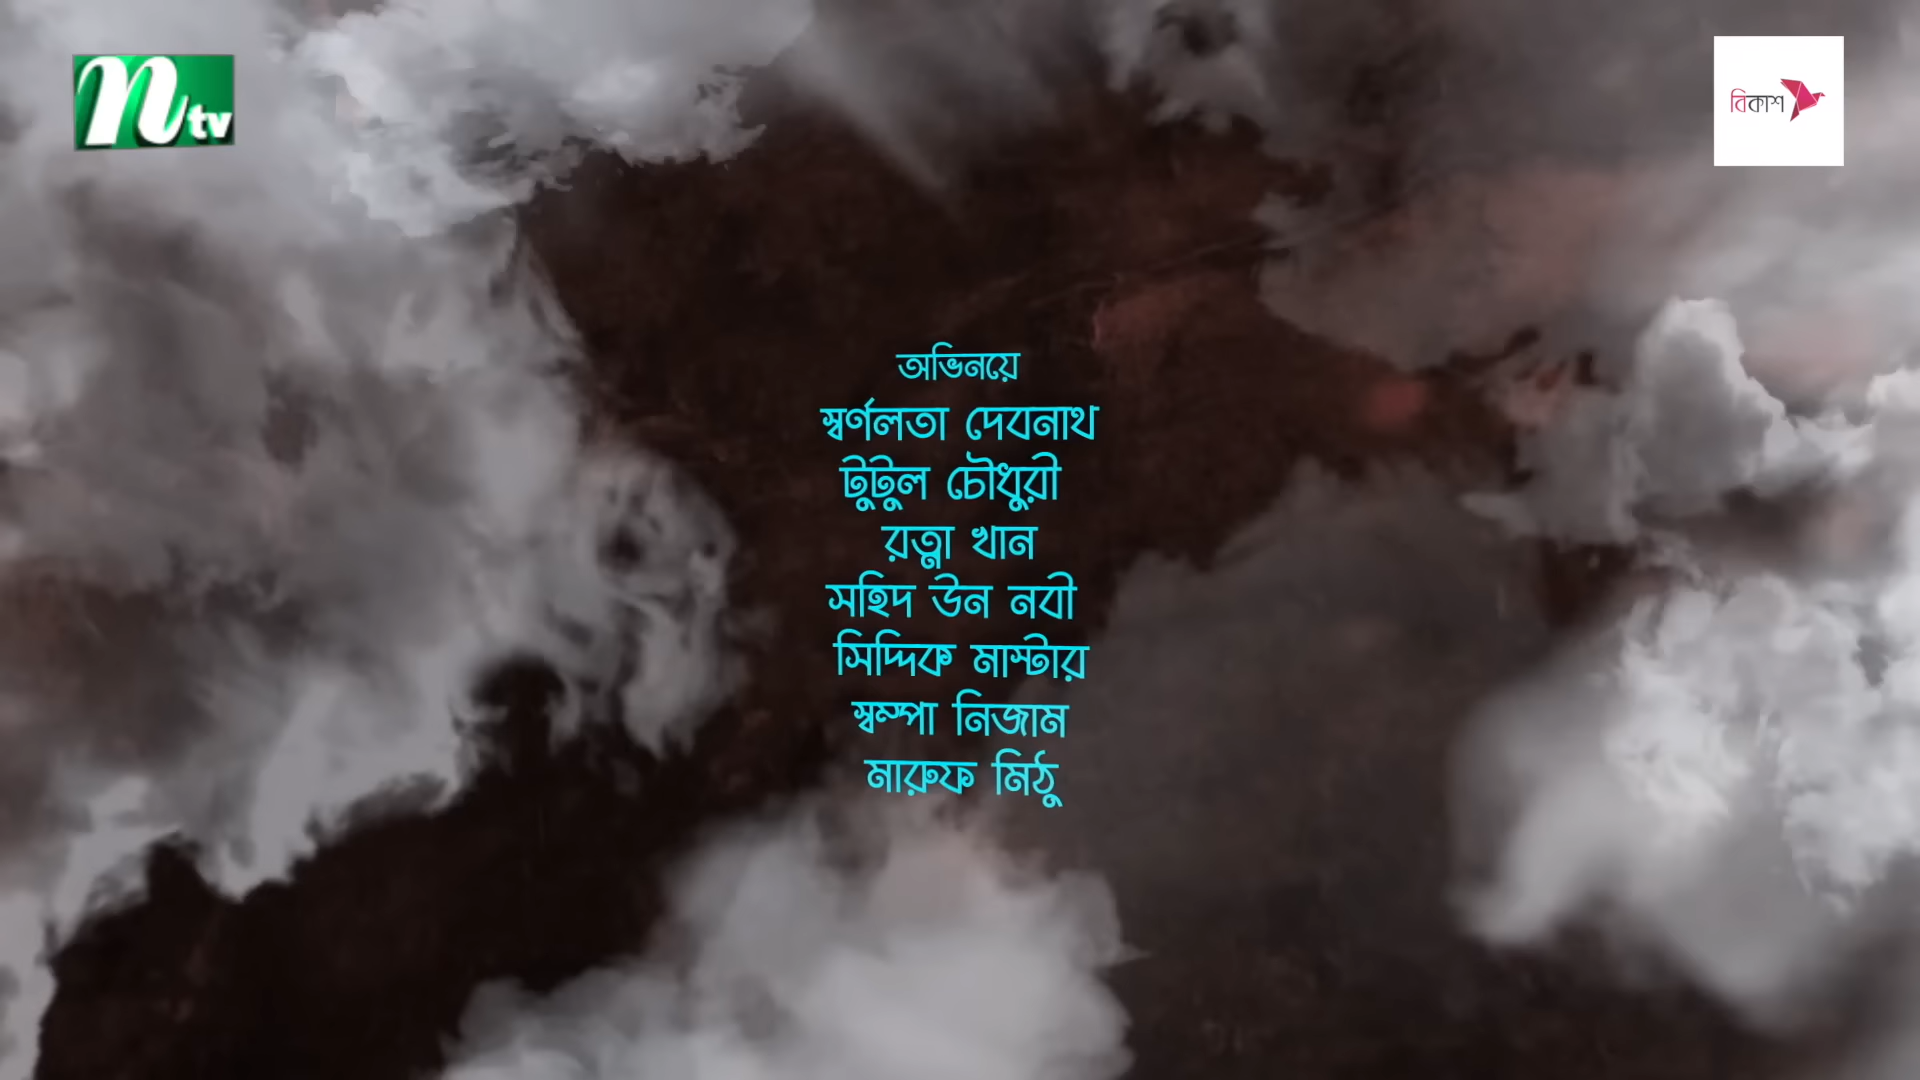 ntv
বিকাশ
অভিনয়ে
স্বর্ণলতা দেবনাথ
টুটুল চৌধুরী
রত্না খান
সহিদ উন নবী
সিদ্দিক মাস্টার
স্বম্পা নিজাম
মারুফ মিঠু